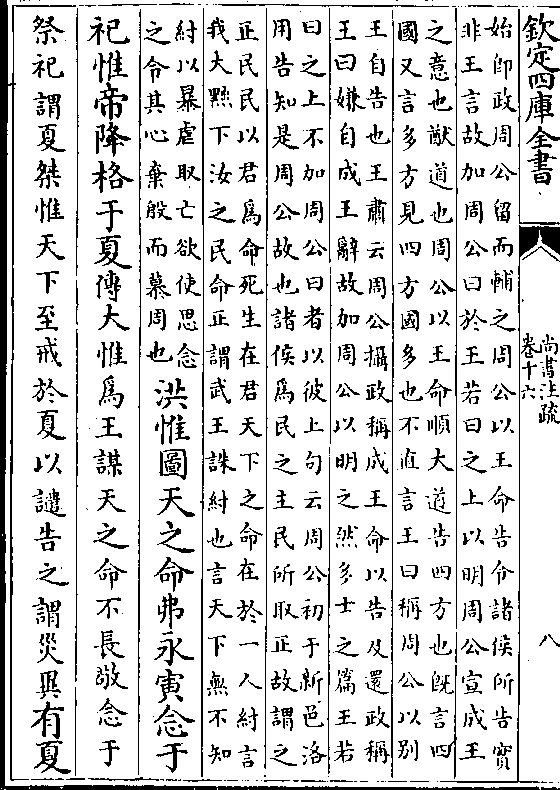 欽定四庫全書
尚書注疏
卷十六
八
始即政周公留而輔之周公以王命告令諸侯所告實
非王言故加周公曰於王若曰之上以明周公宣成王
之意也猷道也周公以王命順大道告四方也既言四
國又言多方見四方國多也不直言王曰稱周公以别
王自告也王肅云周公攝政稱成王命以告及還政稱
王曰嫌自成王辭故加周公以明之然多士之篇王若
曰之上不加周公曰者以彼上句云周公初于新邑洛
用告知是周公故也諸侯為民之主民所取正故謂之
正民民以君為命死生在君天下之命在於一人紂言
我大黜下汝之民命正謂武王誅紂也言天下無不知
紂以暴虐取亡欲使思念
之令其心棄殷而慕周也
洪惟圖天之命弗永寅念于
祀惟帝降格于夏傳大惟為王謀天之命不長敬念于
祭祀謂夏桀惟天下至戒於夏以譴告之謂災異有夏